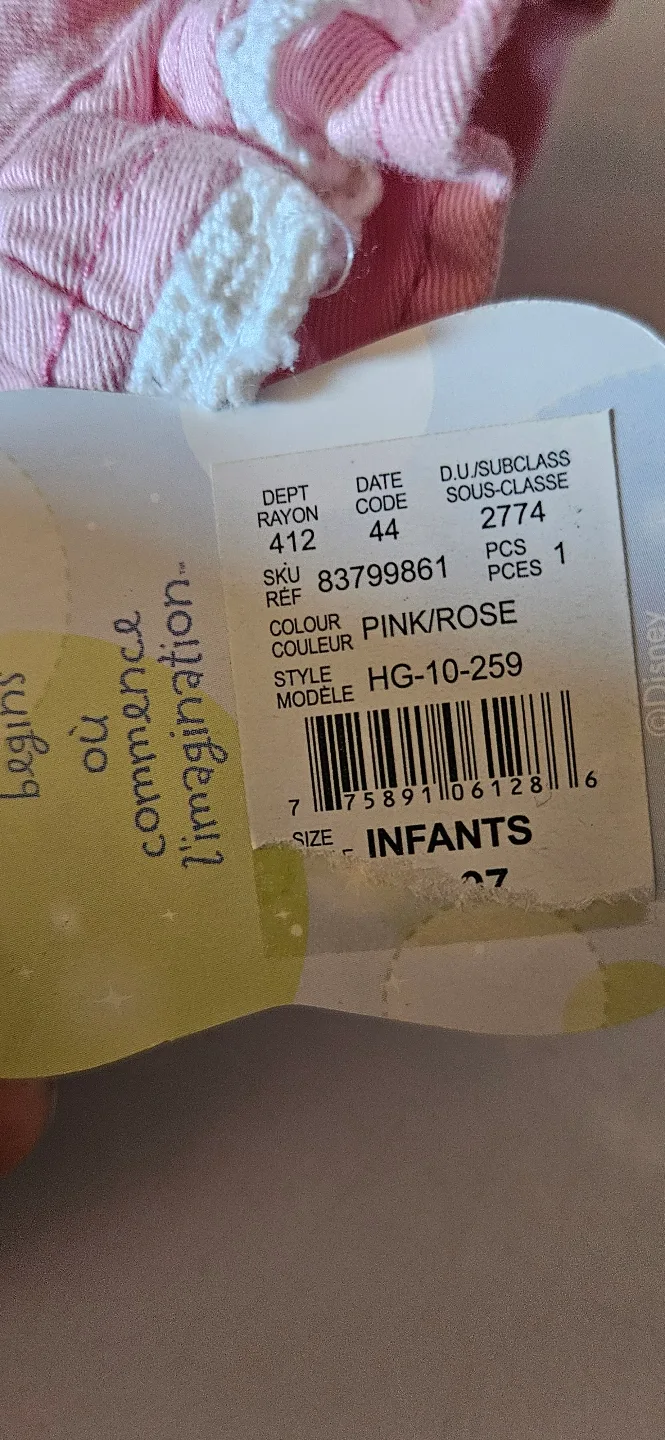 DEPT DATE D.U./SUBCLASS
RAYON CODE SOUS-CLASSE
412 44 2774
SKU 83799861 PCS 1
RÉF PCES
COLOUR PINK/ROSE
COULEUR
STYLE HG-10-259
MODÈLE
7 75891 06128 6
SIZE INFANTS
begins
où
commence
l'imagination™
©Disney